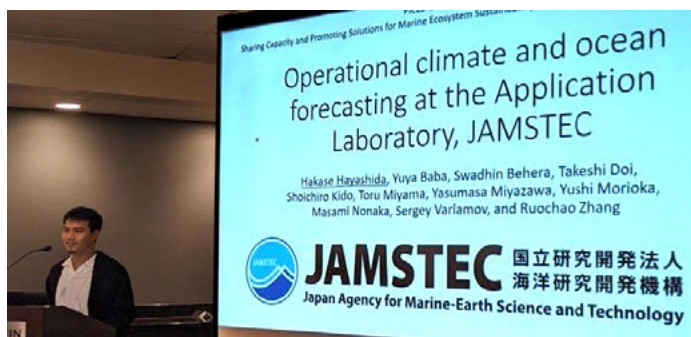 Sharing Capacity and Promoting Solutions for Marine Ecosystem
Operational climate and ocean
forecasting at the Application
Laboratory, JAMSTEC
Hakase Hayashida, Yuya Baba, Swadhin Behera, Takeshi Doi,
Shoichiro Kido, Toru Miyama, Yasumasa Miyazawa, Yushi Morioka,
Masami Nonaka, Sergey Varlamov, and Ruochao Zhang
JAMSTEC
JAMSTEC
国立研究開発法人
海洋研究開発機構
Japan Agency for Marine-Earth Science and Technology
IN